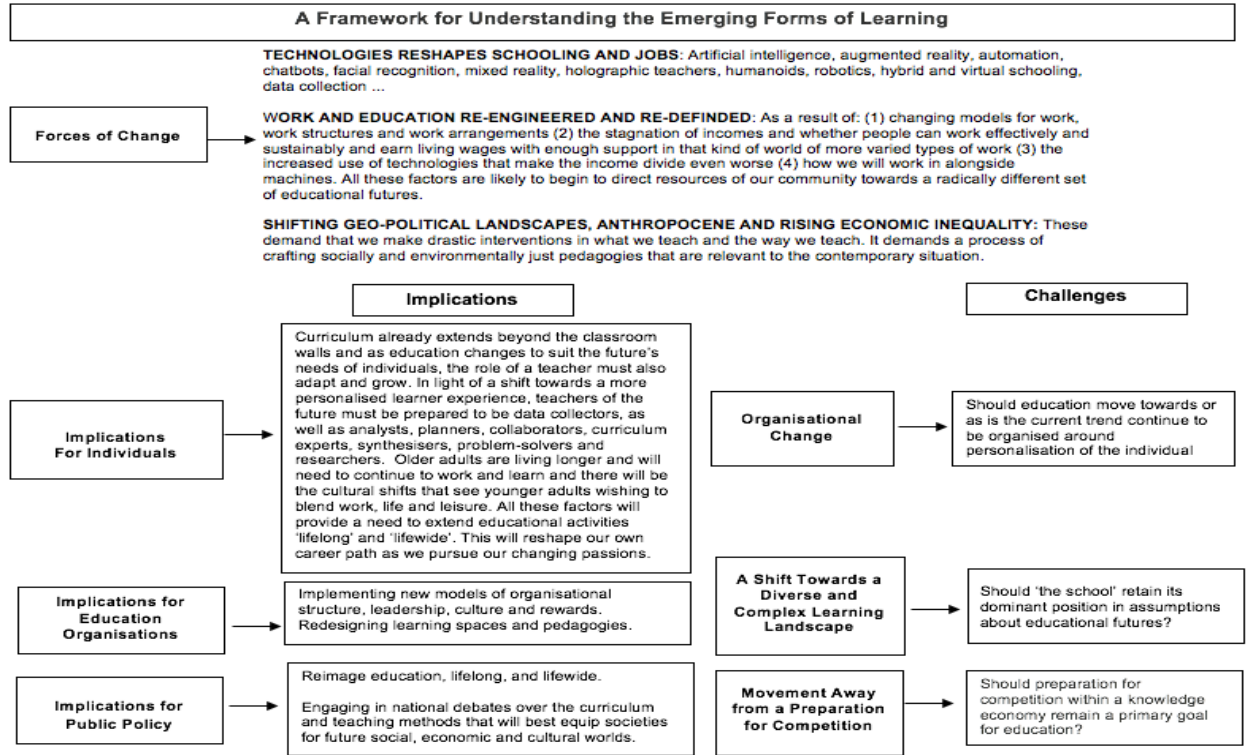 A Framework for Understanding the Emerging Forms of Learning
TECHNOLOGIES RESHAPES SCHOOLING AND JOBS: Artificial intelligence, augmented reality, automation,
chatbots, facial recognition, mixed reality, holographic teachers, humanoids, robotics, hybrid and virtual schooling,
data collection ...
Forces of Change
WORK AND EDUCATION RE-ENGINEERED AND RE-DEFINDED: As a result of: (1) changing models for work,
work structures and work arrangements (2) the stagnation of incomes and whether people can work effectively and
sustainably and earn living wages with enough support in that kind of world of more varied types of work (3) the
increased use of technologies that make the income divide even worse (4) how we will work in alongside
machines. All these factors are likely to begin to direct resources of our community towards a radically different set
of educational futures.
SHIFTING GEO-POLITICAL LANDSCAPES, ANTHROPOCENE AND RISING ECONOMIC INEQUALITY: These
demand that we make drastic interventions in what we teach and the way we teach. It demands a process of
crafting socially and environmentally just pedagogies that are relevant to the contemporary situation.
Implications
Challenges
Implications
For Individuals
Curriculum already extends beyond the classroom
walls and as education changes to suit the future's
needs of individuals, the role of a teacher must also
adapt and grow. In light of a shift towards a more
personalised learner experience, teachers of the
future must be prepared to be data collectors, as
well as analysts, planners, collaborators, curriculum
experts, synthesisers, problem-solvers and
researchers. Older adults are living longer and will
need to continue to work and learn and there will be
the cultural shifts that see younger adults wishing to
blend work, life and leisure. All these factors will
provide a need to extend educational activities
'lifelong' and 'lifewide'. This will reshape our own
career path as we pursue our changing passions.
Organisational
Change
Should education move towards or
as is the current trend continue to
be organised around
personalisation of the individual
Implications for
Education
Organisations
Implementing new models of organisational
structure, leadership, culture and rewards.
Redesigning learning spaces and pedagogies.
A Shift Towards a
Diverse and
Complex Learning
Landscape
Should 'the school' retain its
dominant position in assumptions
about educational futures?
Implications for
Public Policy
Reimage education, lifelong, and lifewide.
Engaging in national debates over the curriculum
and teaching methods that will best equip societies
for future social, economic and cultural worlds.
Movement Away
from a Preparation
for Competition
Should preparation for
competition within a knowledge
economy remain a primary goal
for education?